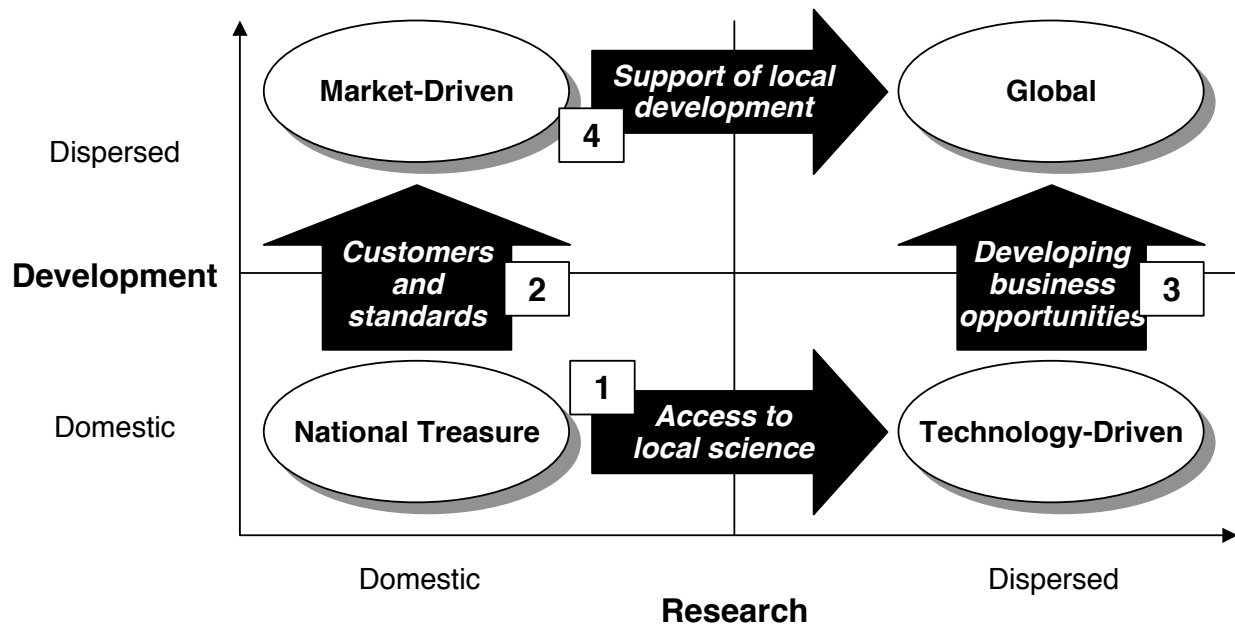 Market-Driven
Support of local
development
Global
4
Dispersed
Customers
and
standards
2
Developing
business
opportunities
3
Development
1
National Treasure
Access to
local science
Technology-Driven
Domestic
Domestic
Dispersed
Research